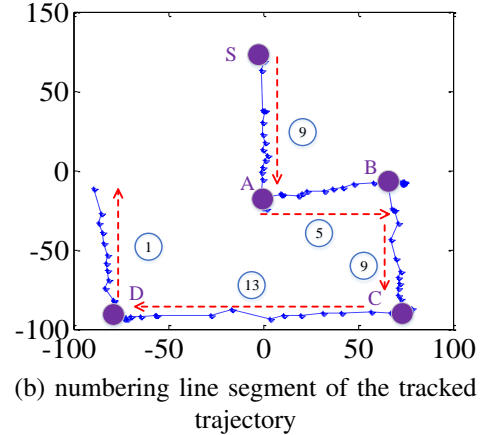 150
S
50
9
B
0
A
5
1
9
-50
13
D
C
-100
-100 -50 0 50 100
(b) numbering line segment of the tracked
trajectory